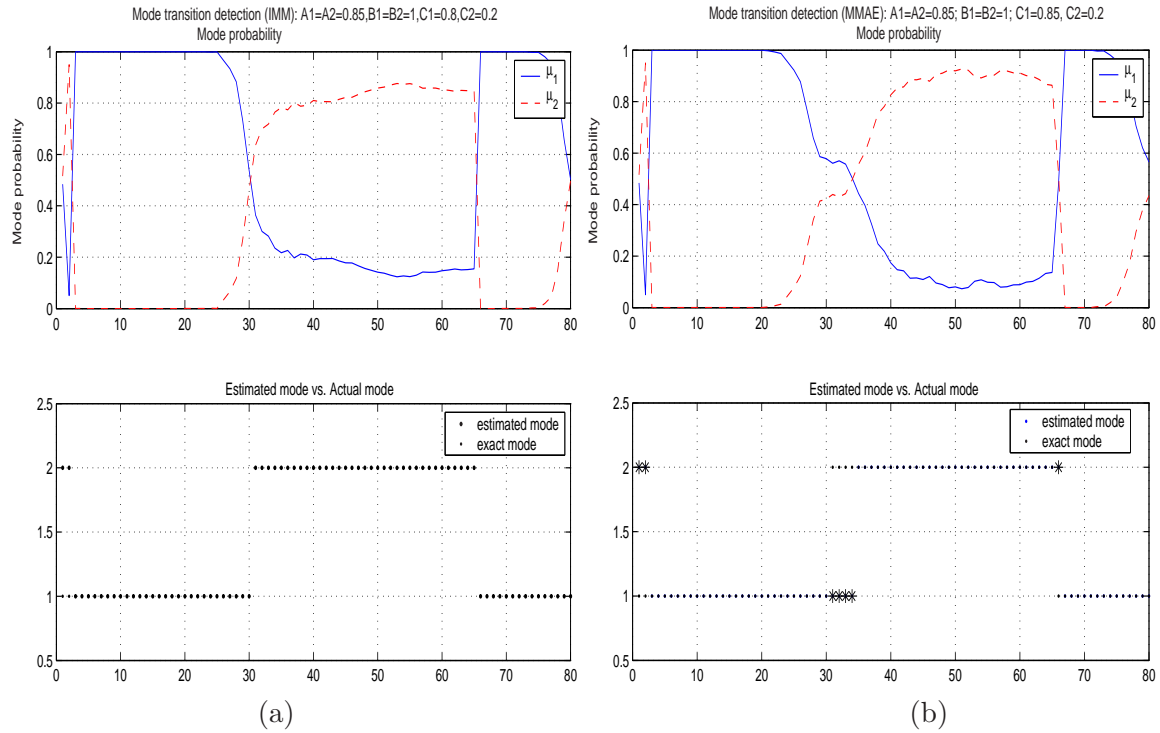 Mode transition detection (IMM): A1=A2=0.85,B1=B2=1,C1=0.8,C2=0.2
Mode probability
Mode probability
1
0.8
0.6
0.4
0.2
0
0 10 20 30 40 50 60 70 80
μ1
μ2
Mode transition detection (MMAE): A1=A2=0.85; B1=B2=1; C1=0.85, C2=0.2
Mode probability
Mode probability
1
0.8
0.6
0.4
0.2
0
0 10 20 30 40 50 60 70 80
μ1
μ2
Estimated mode vs. Actual mode
2.5
2
1.5
1
0.5
0 10 20 30 40 50 60 70 80
estimated mode
exact mode
(a)
Estimated mode vs. Actual mode
2.5
2
1.5
1
0.5
0 10 20 30 40 50 60 70 80
estimated mode
exact mode
(b)